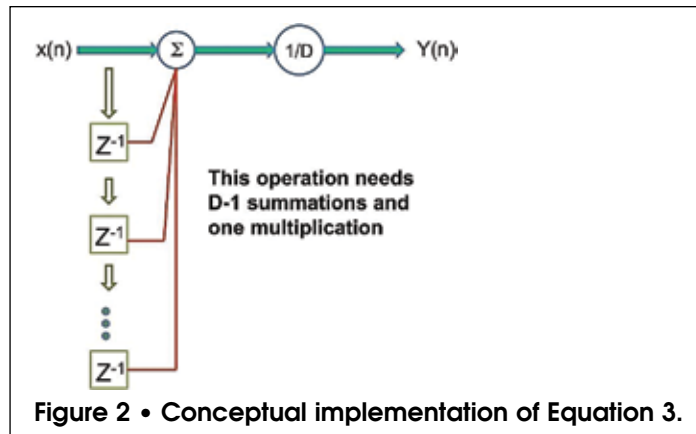 x(n) Σ 1/D Y(n)
Z-1
This operation needs
D-1 summations and
one multiplication
Z-1
Z-1
Figure 2 • Conceptual implementation of Equation 3.